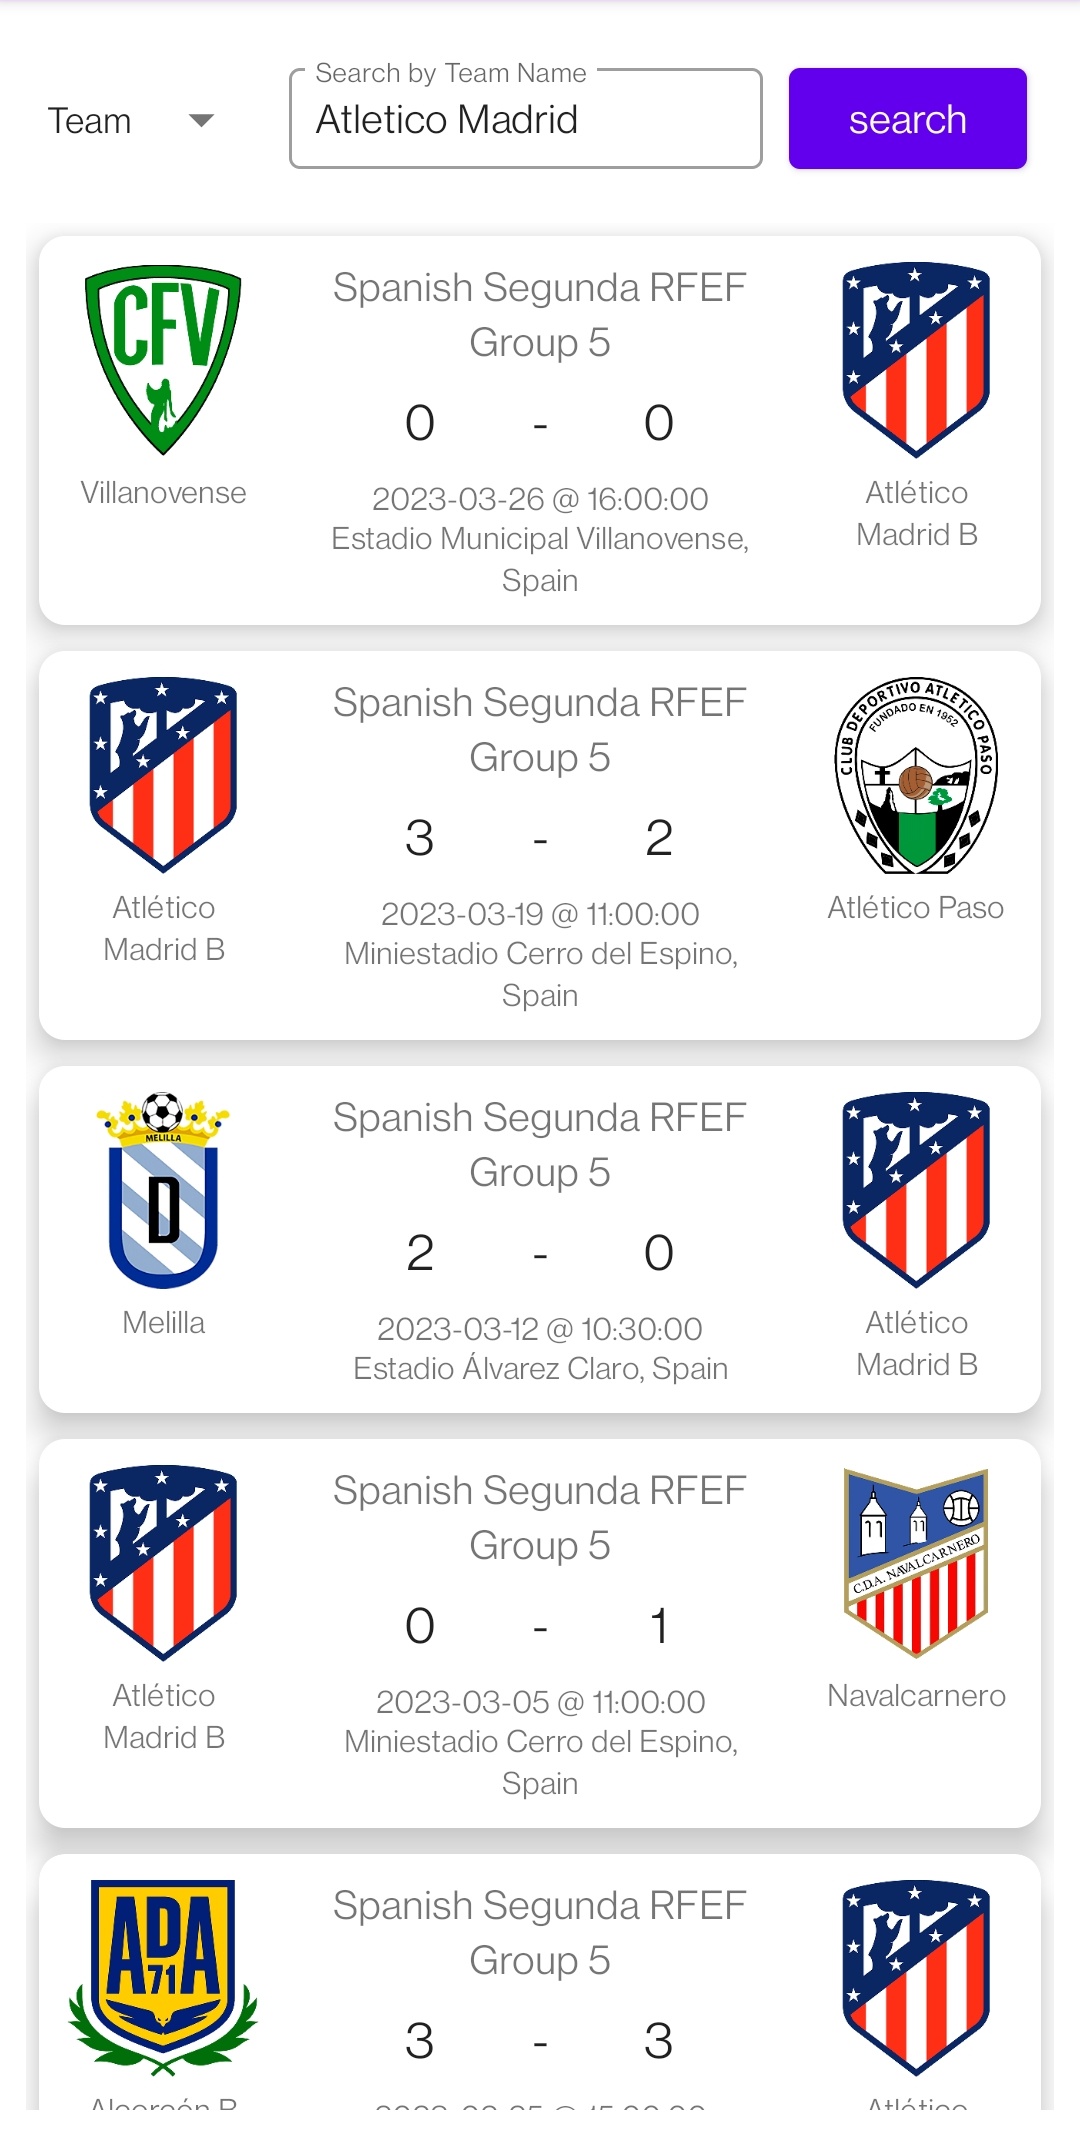 Search by Team Name
Team
Atletico Madrid
search
CFV
Spanish Segunda RFEF
Group 5
0 - 0
Villanovense
2023-03-26 @ 16:00:00
Estadio Municipal Villanovense,
Spain
Atlético
Madrid B
Spanish Segunda RFEF
Group 5
CLUB DEPORTIVO ATLETICO PASO
FUNDADO EN 1952
3 - 2
Atlético
Madrid B
2023-03-19 @ 11:00:00
Miniestadio Cerro del Espino,
Spain
Atlético Paso
MELILLA
D
Spanish Segunda RFEF
Group 5
2 - 0
Melilla
2023-03-12 @ 10:30:00
Estadio Álvarez Claro, Spain
Atlético
Madrid B
Spanish Segunda RFEF
Group 5
C.D.A. NAVALCARNERO
0 - 1
Atlético
Madrid B
2023-03-05 @ 11:00:00
Miniestadio Cerro del Espino,
Spain
Navalcarnero
ADA
71
Spanish Segunda RFEF
Group 5
3 - 3
Atlético